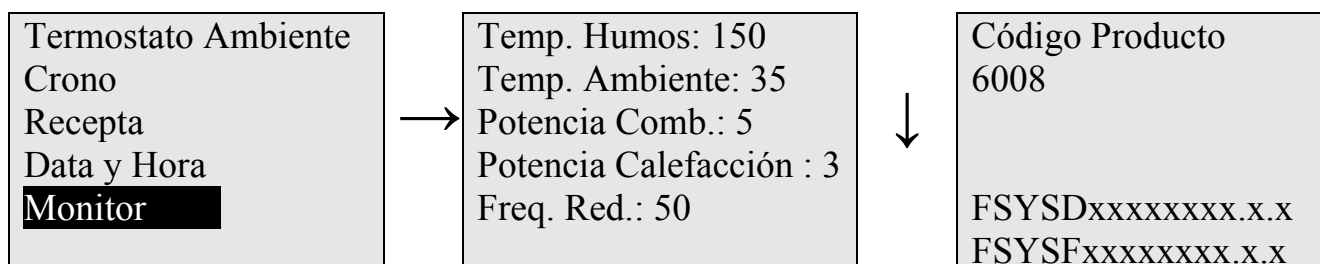 Termostato Ambiente
Crono
Recepta
Data y Hora
Monitor
Temp. Humos: 150
Temp. Ambiente: 35
Potencia Comb.: 5
Potencia Calefacción : 3
Freq. Red.: 50
Código Producto
6008
FSYSDxxxxxxxx.x.x
FSYSFxxxxxxxx.x.x